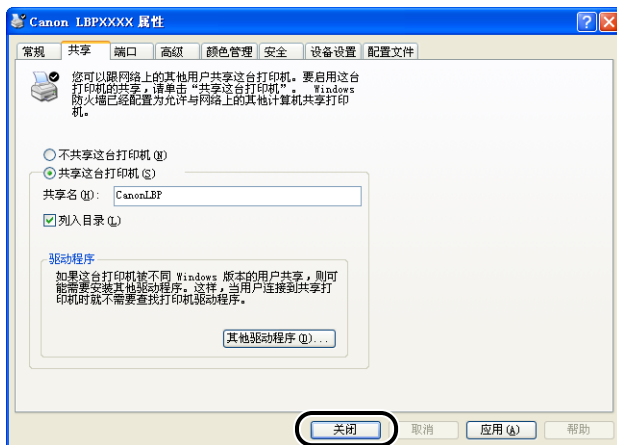 Canon LBPXXXX 属性
常规 共享 端口 高级 颜色管理 安全 设备设置 配置文件
您可以跟网络上的其他用户共享这台打印机。要启用这台
打印机的共享，请单击“共享这台打印机”。 Windows
防火墙已经配置为允许与网络上的其他计算机共享打印
机。
不共享这台打印机(N)
共享这台打印机(S)
共享名(H): CanonLBP
列入目录(L)
驱动程序
如果这台打印机被不同 Windows 版本的用户共享，则可
能需要安装其他驱动程序。这样，当用户连接到共享打
印机时就不需要查找打印机驱动程序。
其他驱动程序(D)...
关闭 取消 应用(A) 帮助